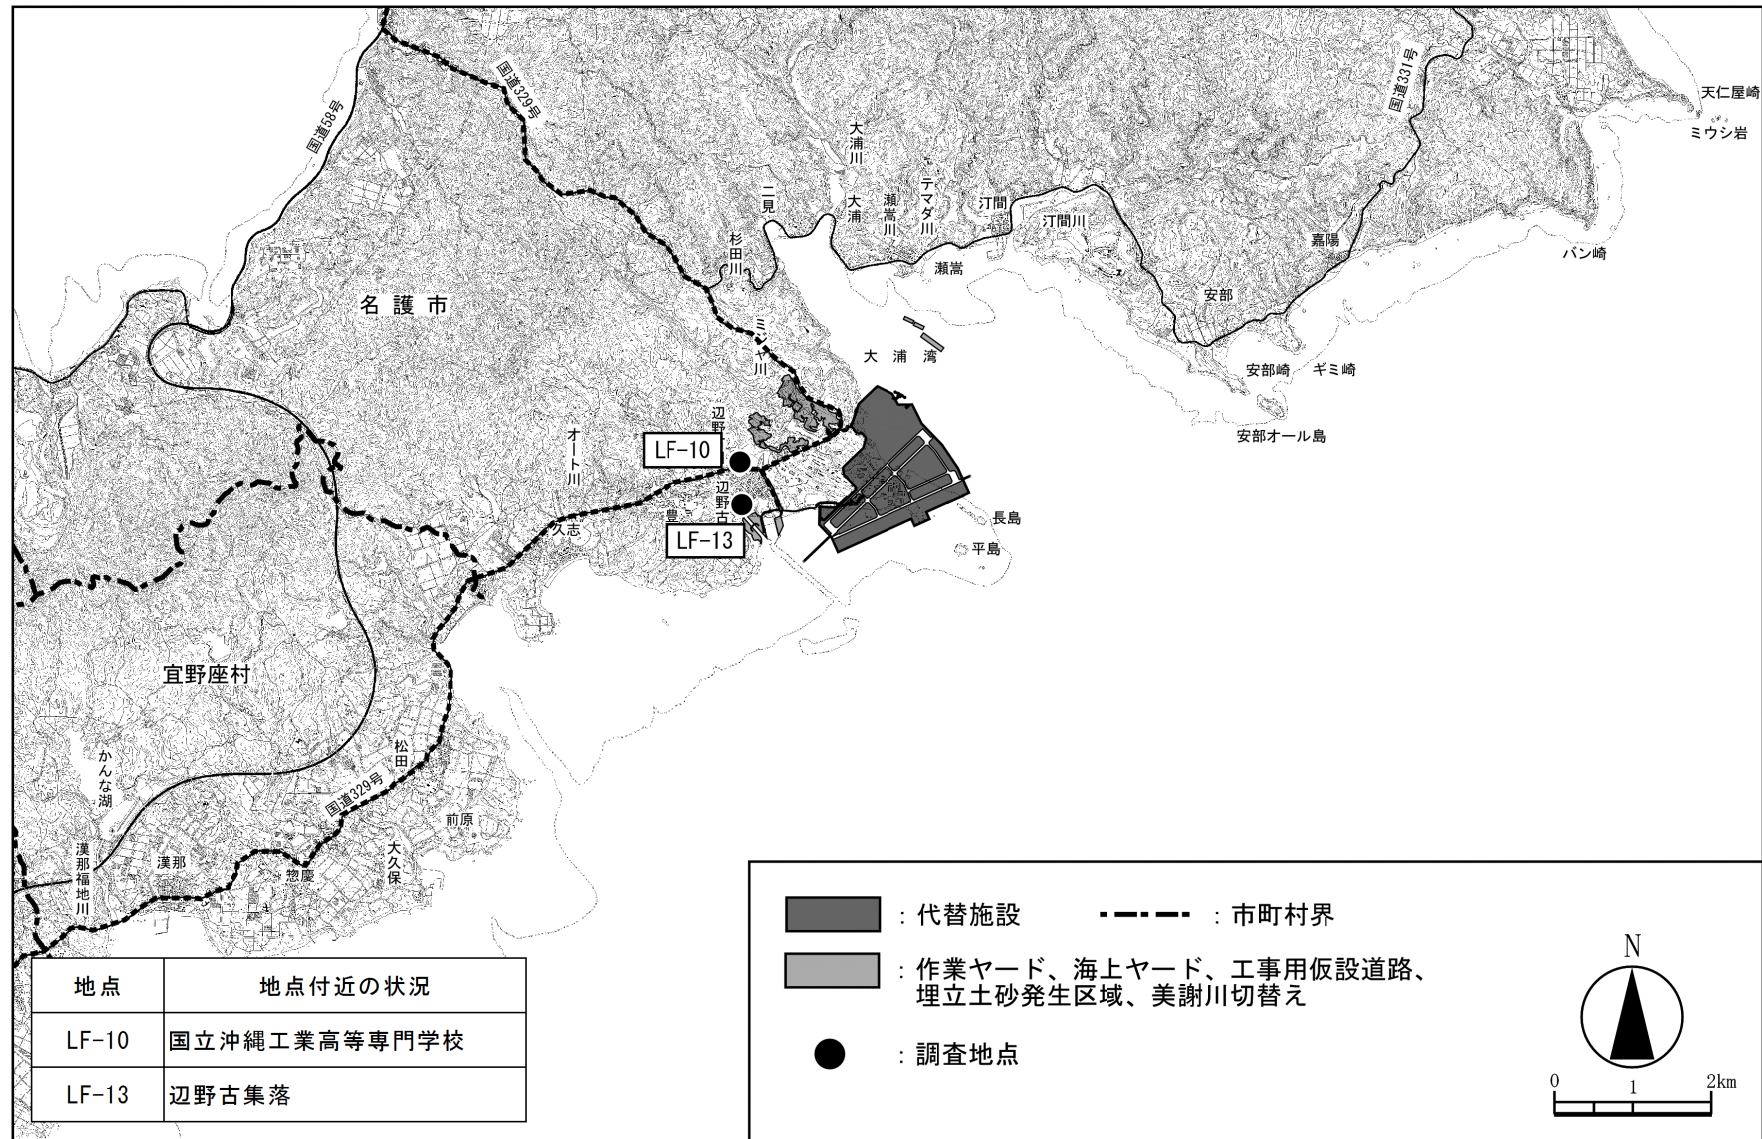 国道58号
国道329号
国道331号
天仁屋崎
ミウシ岩
バン崎
大浦川
二見
大浦
瀬嵩川
テマダ川
汀間
汀間川
嘉陽
杉田川
瀬嵩
安部
名護市
大浦湾
安部崎
ギミ崎
安部オール島
辺野
オート川
LF-10
辺野古
豊
久志
LF-13
長島
平島
宜野座村
かんな湖
松田
国道329号
前原
大久保
漢那福地川
漢那
惣慶
地点 地点付近の状況
LF-10 国立沖縄工業高等専門学校
LF-13 辺野古集落
:代替施設
:市町村界
:作業ヤード、海上ヤード、工事用仮設道路、
埋立土砂発生区域、美謝川切替え
:調査地点
N
0 1 2km